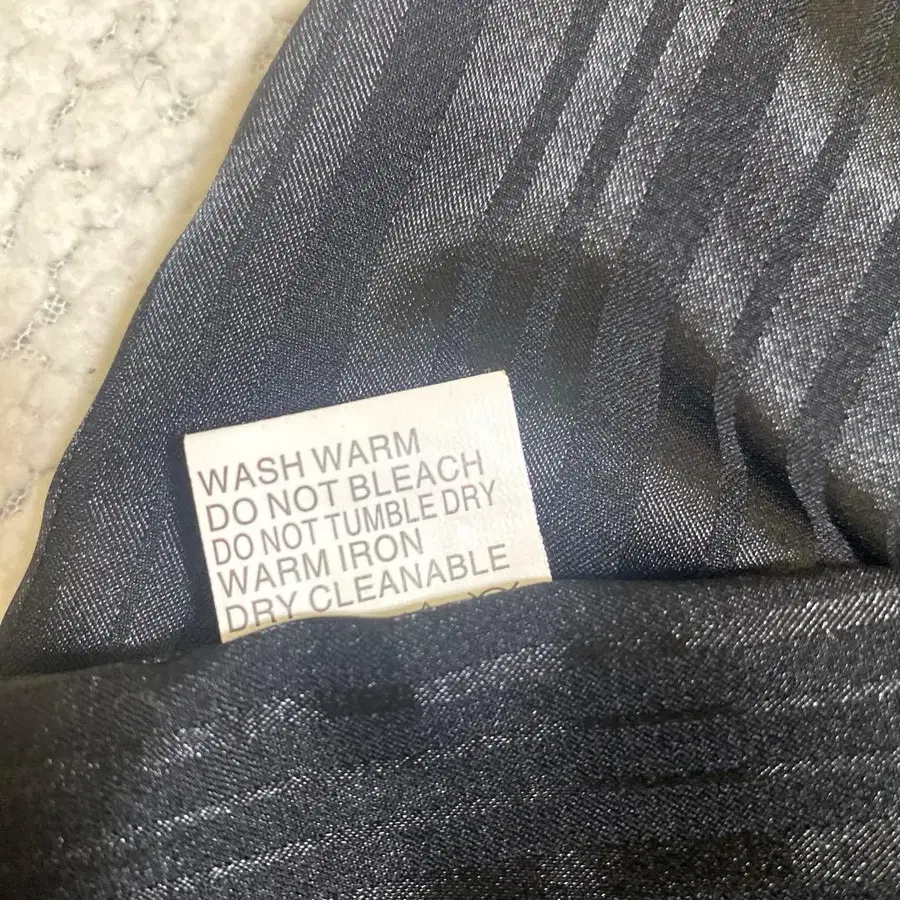 WASH WARM
DO NOT BLEACH
DO NOT TUMBLE DRY
WARM IRON
DRY CLEANABLE